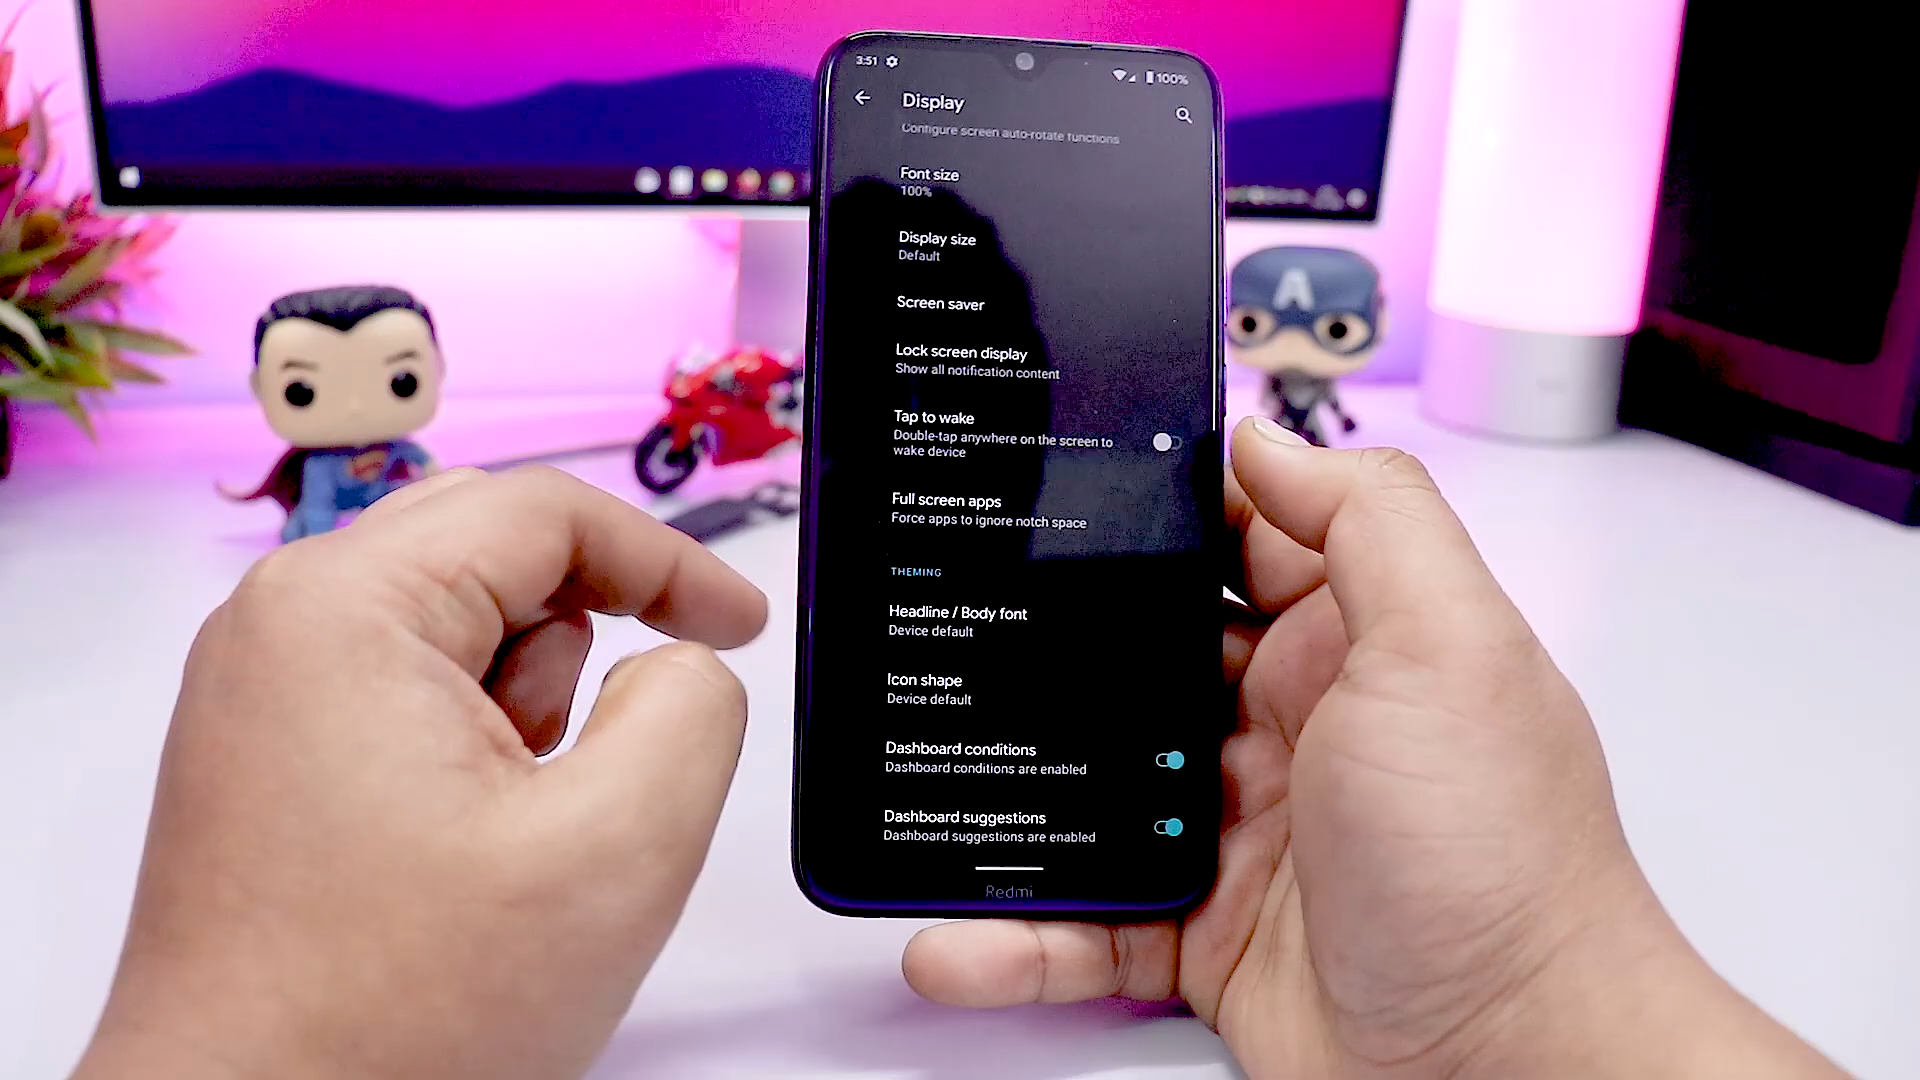 3:51
100%
Display
Configure screen auto-rotate functions
Font size
100%
Display size
Default
Screen saver
Lock screen display
Show all notification content
Tap to wake
Double-tap anywhere on the screen to
wake device
Full screen apps
Force apps to ignore notch space
THEMING
Headline / Body font
Device default
Icon shape
Device default
Dashboard conditions
Dashboard conditions are enabled
Dashboard suggestions
Dashboard suggestions are enabled
Redmi
A